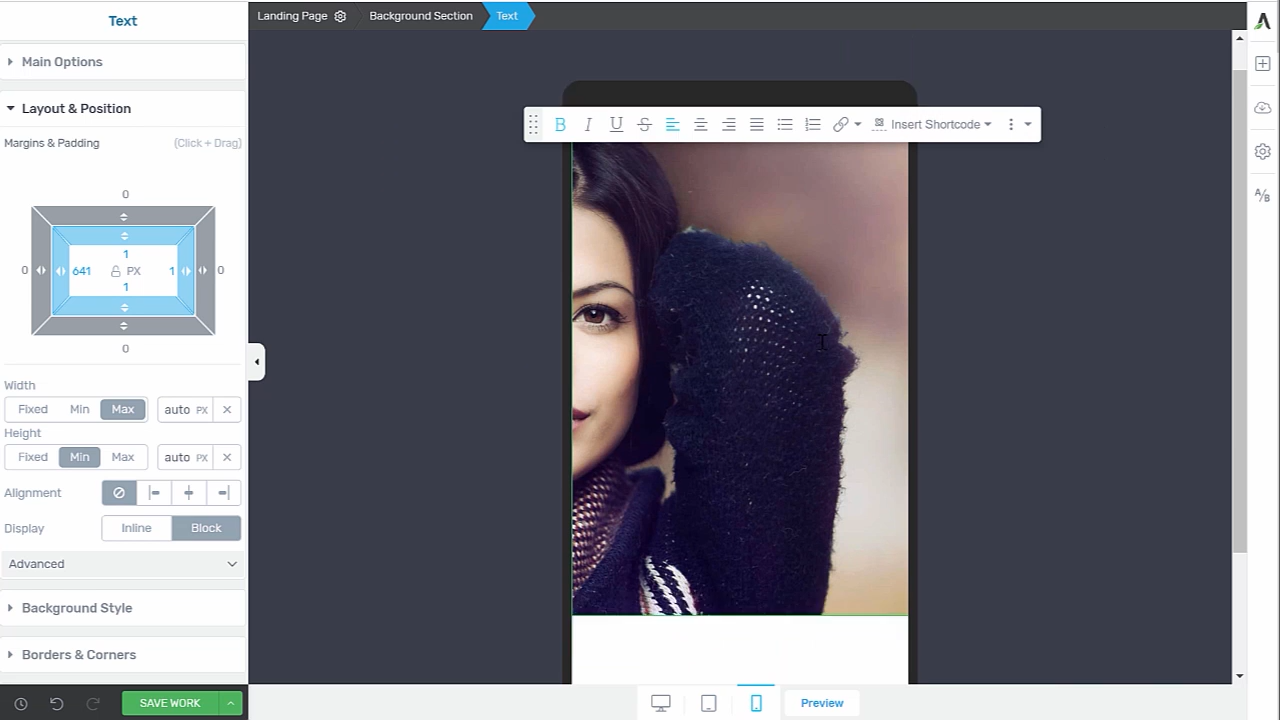 Text
Landing Page
Background Section
Text
Main Options
Layout & Position
Margins & Padding
(Click + Drag)
0
1
0
641
PX
1
0
1
0
Width
Fixed
Min
Max
auto PX
Height
Fixed
Min
Max
auto PX
Alignment
Display
Inline
Block
Advanced
Background Style
Borders & Corners
SAVE WORK
B I U S
Insert Shortcode
A/B
Preview